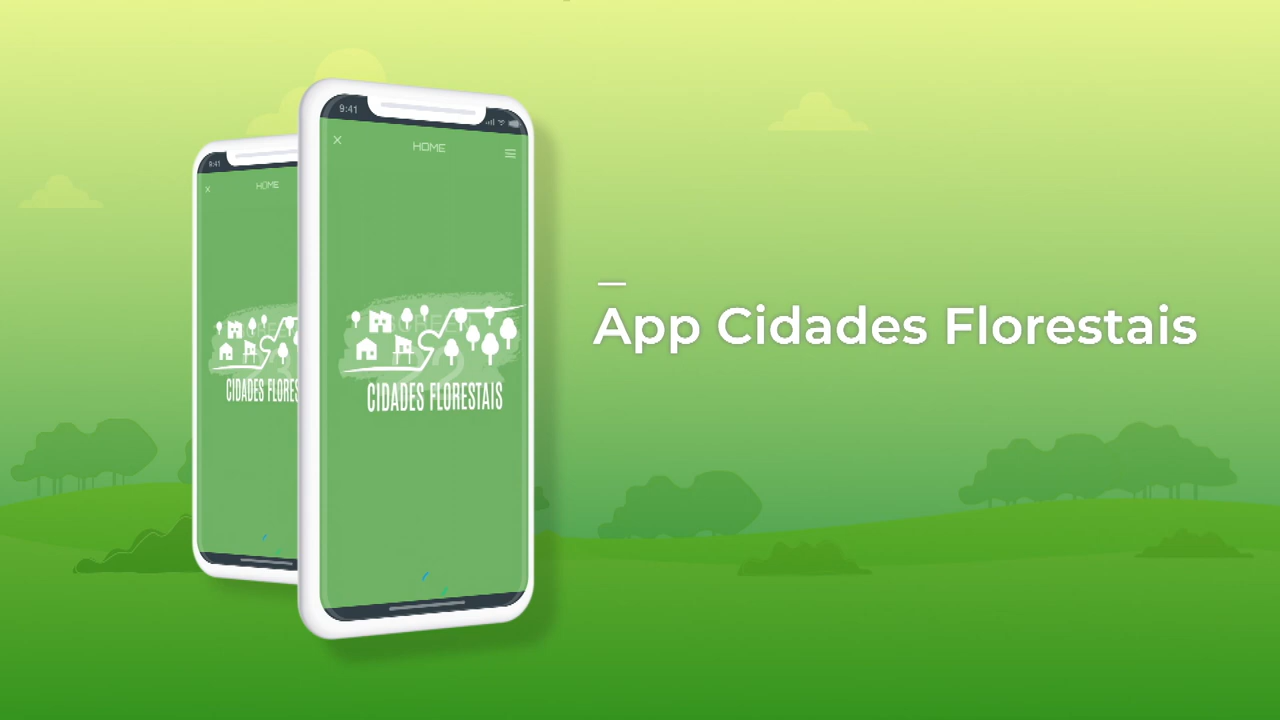 9:41
HOME
CIDADES FLORESTAIS
9:41
HOME
CIDADES FLORES
App Cidades Florestais